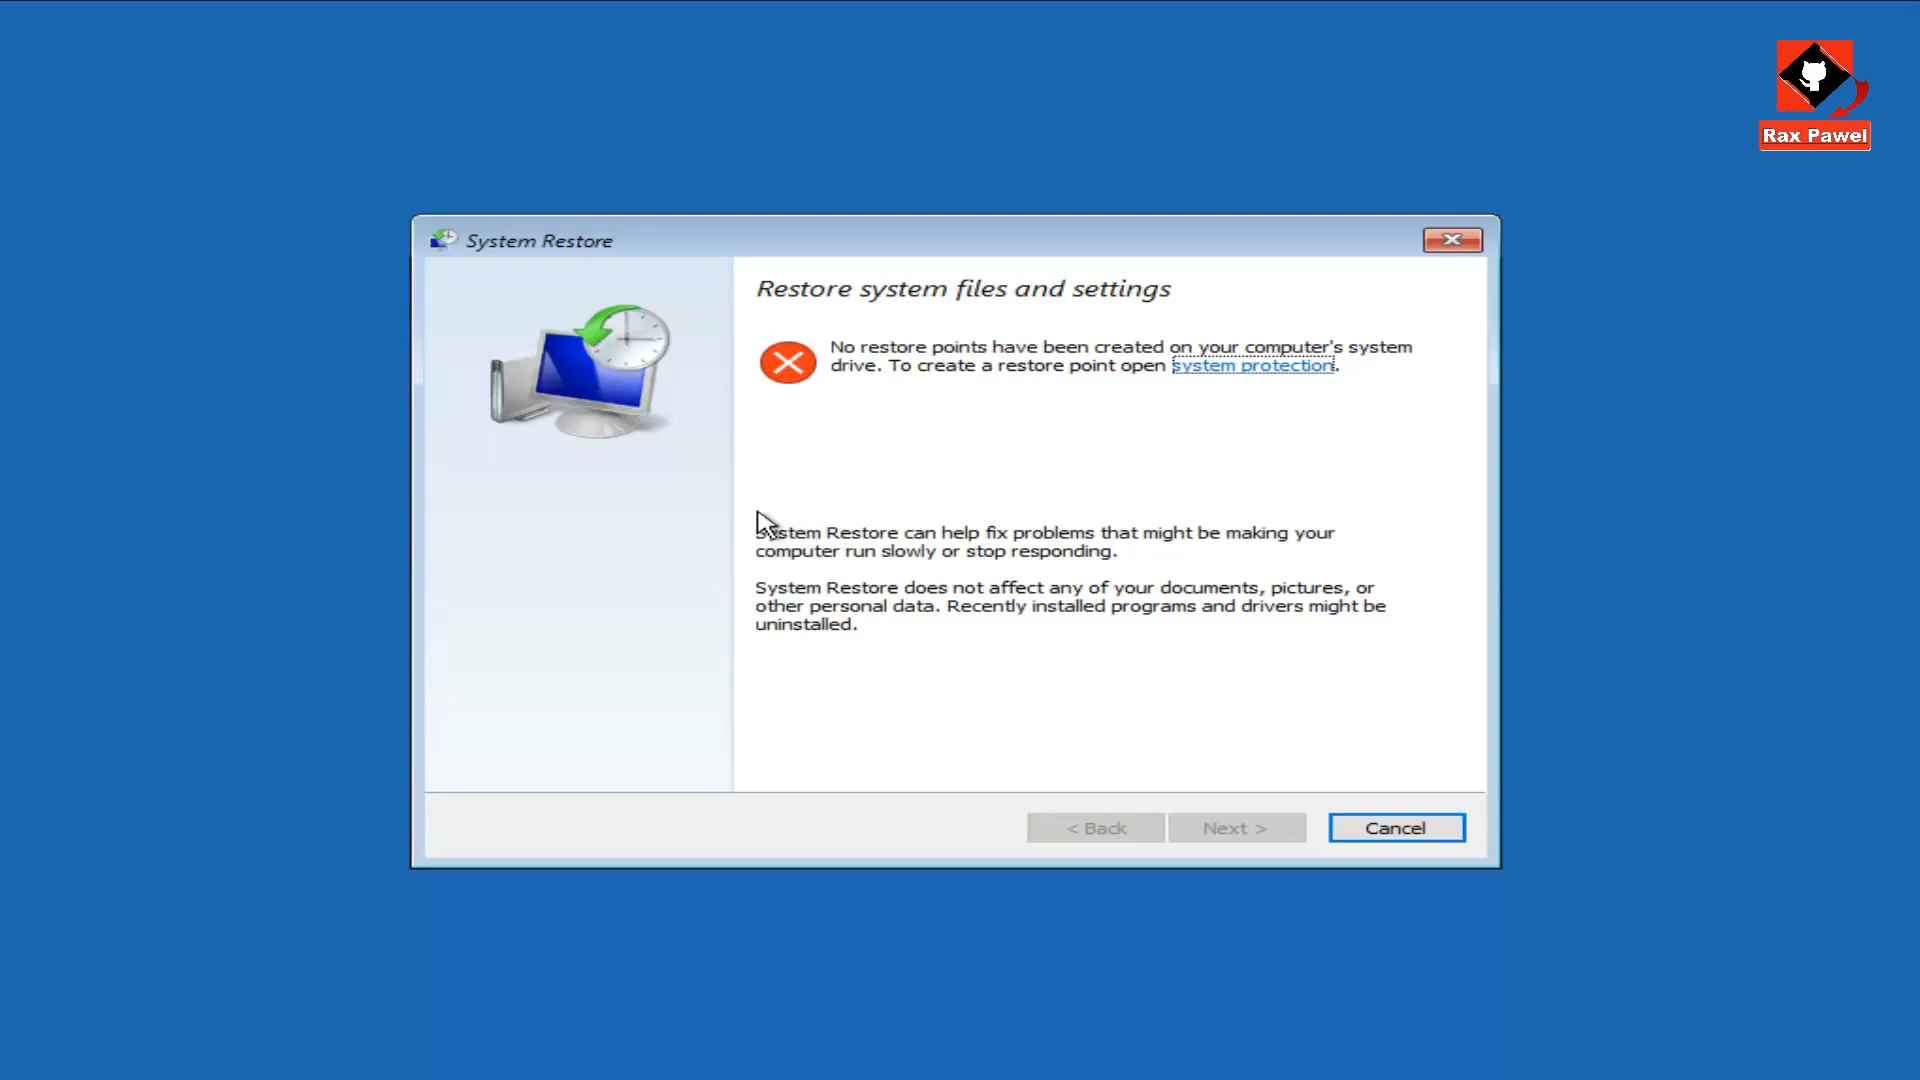 Rax Pawel
System Restore
Restore system files and settings
No restore points have been created on your computer's system
drive. To create a restore point open system protection.
System Restore can help fix problems that might be making your
computer run slowly or stop responding.
System Restore does not affect any of your documents, pictures, or
other personal data. Recently installed programs and drivers might be
uninstalled.
< Back
Next >
Cancel